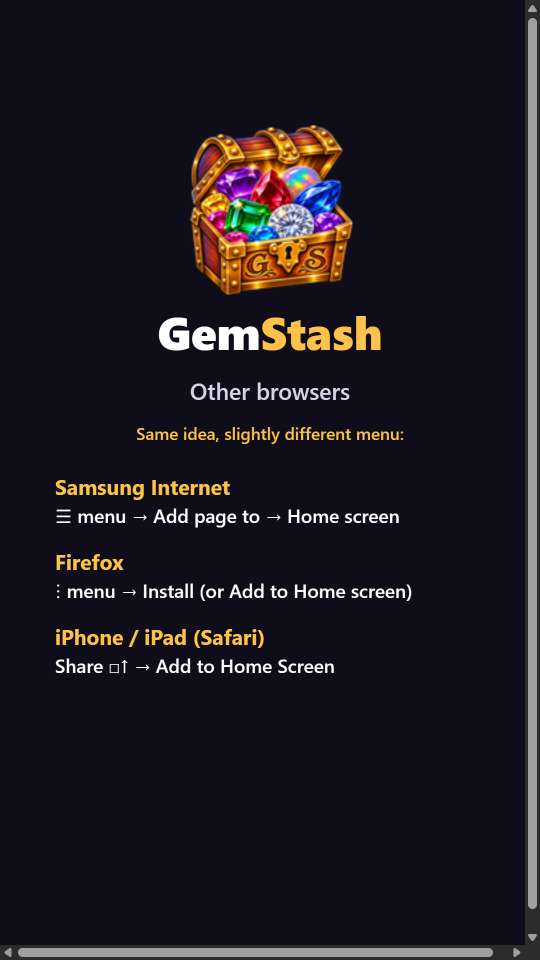 G S
GemStash
Other browsers
Same idea, slightly different menu:
Samsung Internet
☰ menu → Add page to → Home screen
Firefox
⋮ menu → Install (or Add to Home screen)
iPhone / iPad (Safari)
Share □↑ → Add to Home Screen